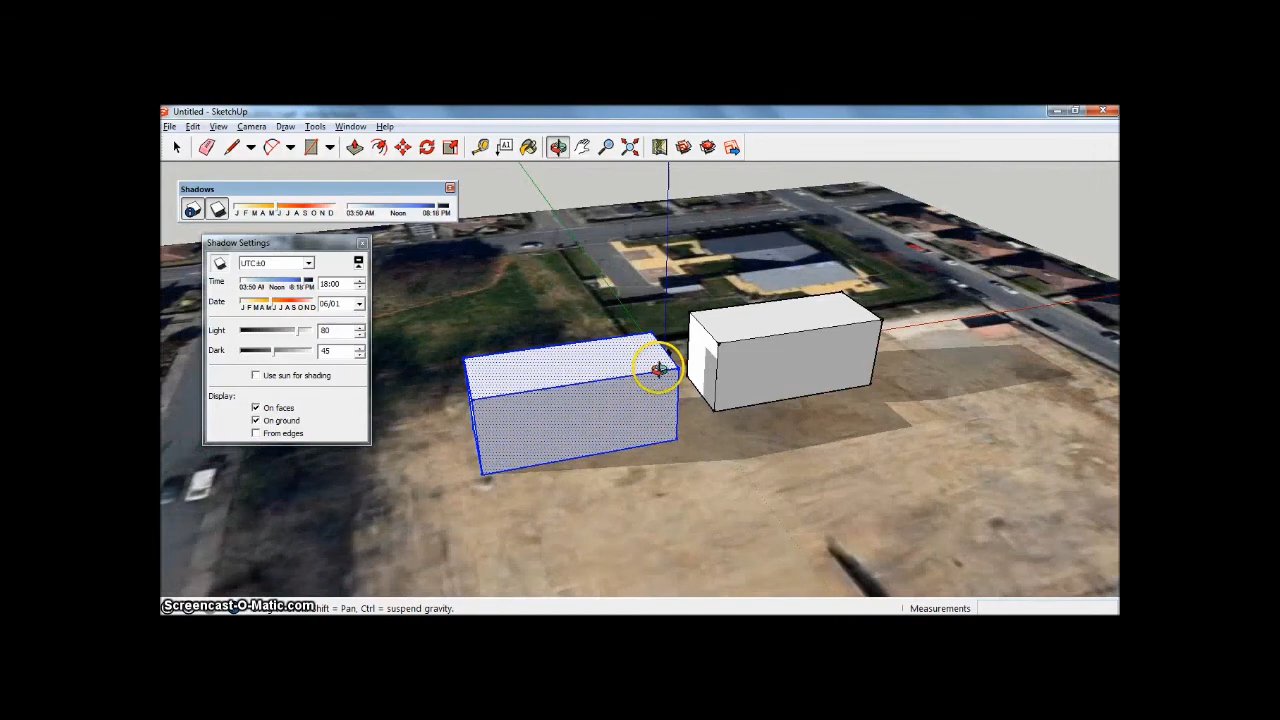 Untitled - SketchUp
File Edit View Camera Draw Tools Window Help
Shadows
J F M A M J J A S O N D 03:50 AM Noon 08:18 PM
Shadow Settings
UTC±0
Time 03:50 AM Noon 08:18 PM 18:00
Date J F M A M J J A S O N D 06/01
Light 80
Dark 45
Use sun for shading
Display:
On faces
On ground
From edges
Screencast-O-Matic.com hift = Pan, Ctrl = suspend gravity. Measurements